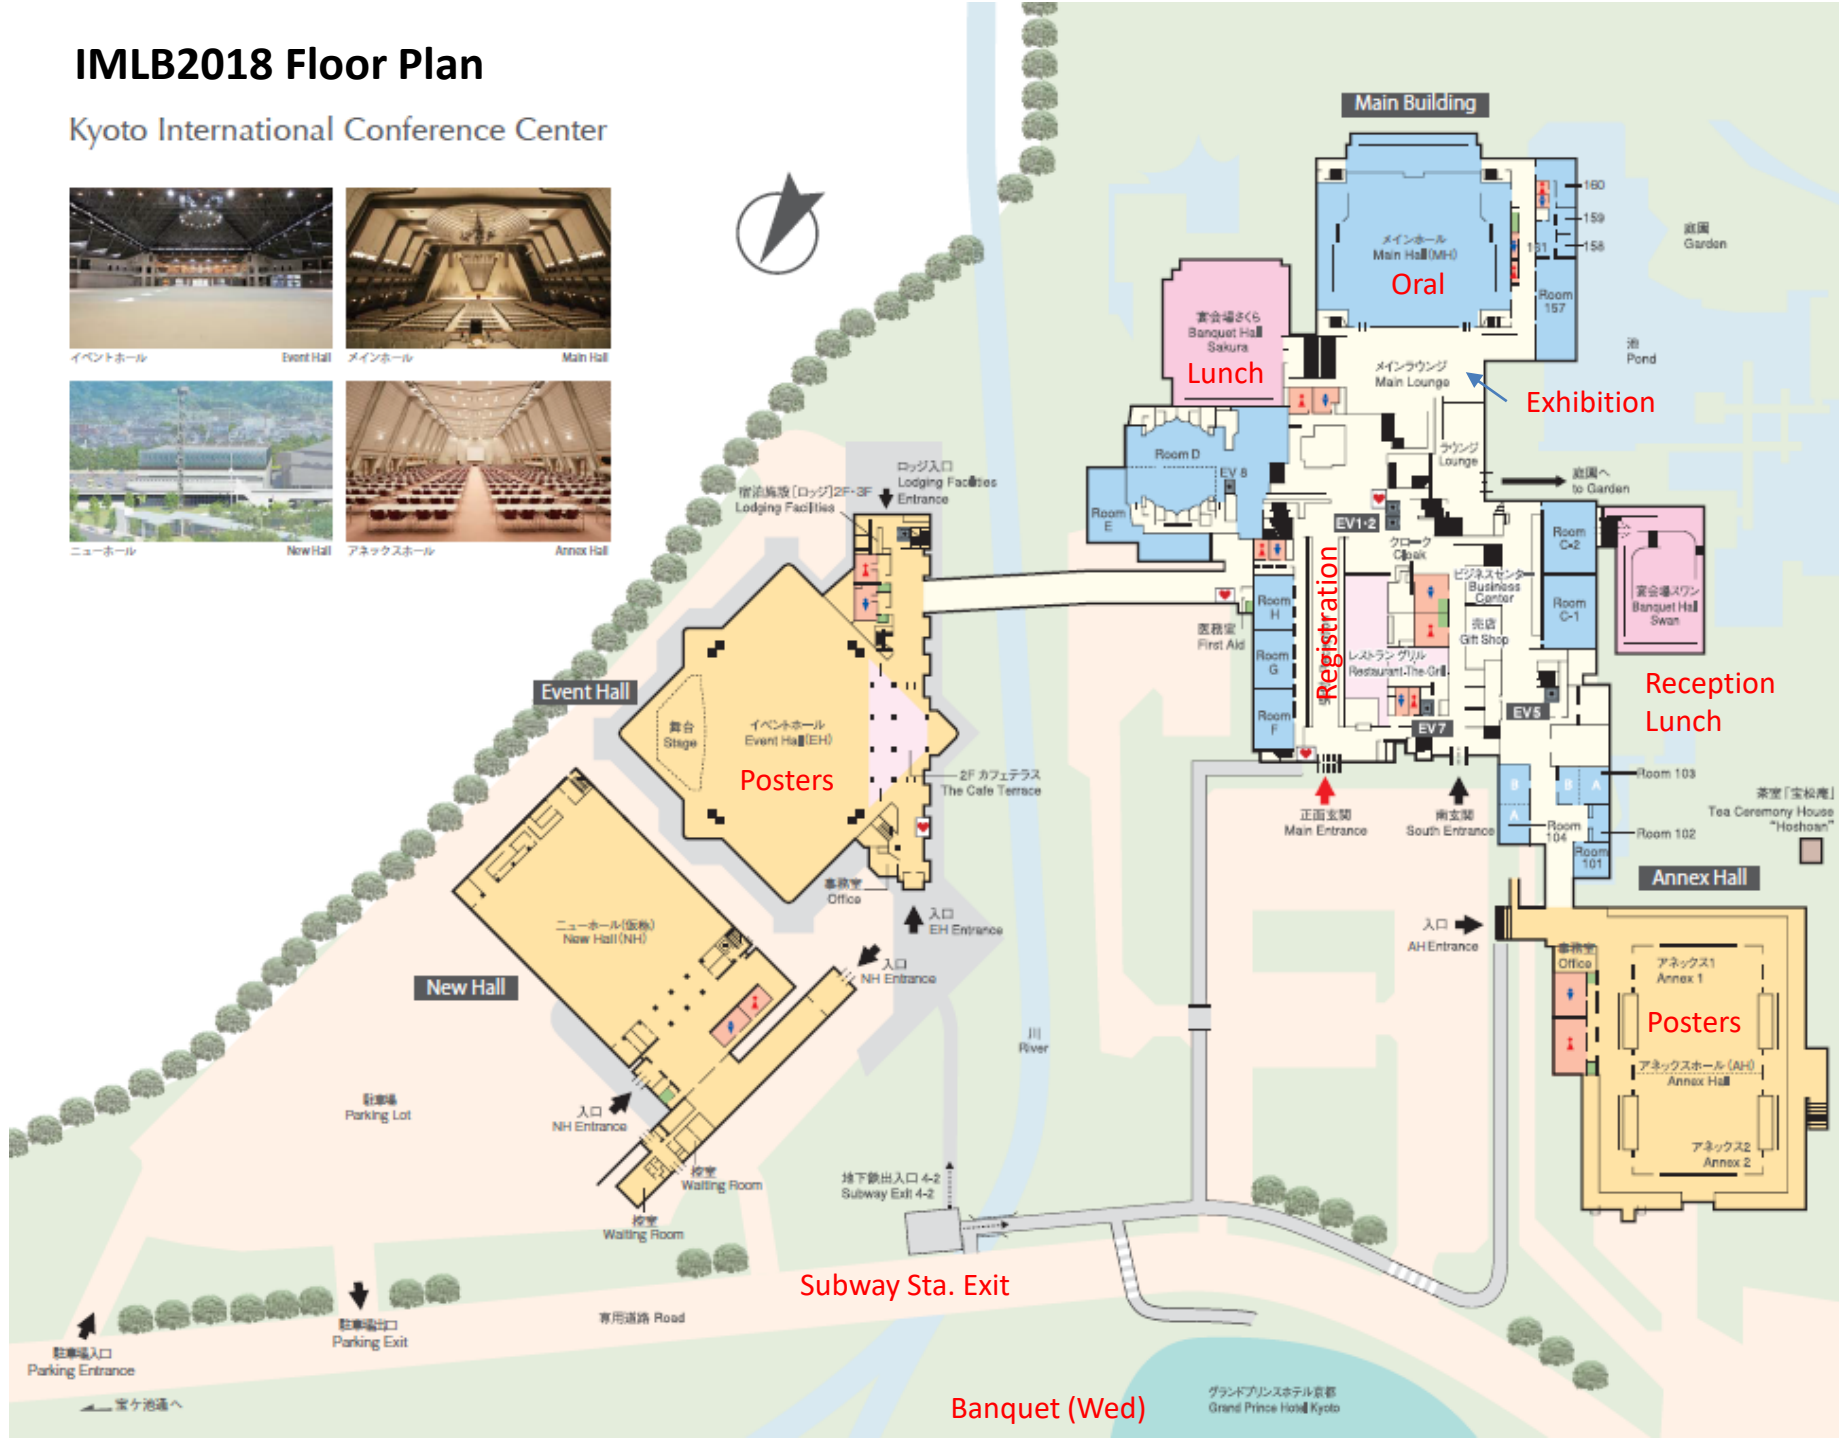 IMLB2018 Floor Plan
Kyoto International Conference Center
イベントホール
Event Hall
メインホール
Main Hall
ニューホール
New Hall
アネックスホール
Annex Hall
Main Building
メインホール
Main Hall(MH)
Oral
160
159
161
158
Room
157
庭園
Garden
池
Pond
宴会場さくら
Banquet Hall
Sakura
Lunch
メインラウンジ
Main Lounge
Exhibition
ラウンジ
Lounge
庭園へ
to Garden
Room D
EV 8
Room
E
EV1·2
クローク
Cloak
Room
C-2
ビジネスセンター
Business
Center
Room
C-1
宴会場スワン
Banquet Hall
Swan
Reception
Lunch
売店
Gift Shop
レストラン グリル
Restaurant-The-Grill
Registration
Room
H
Room
G
Room
F
医務室
First Aid
EV5
EV7
正面玄関
Main Entrance
南玄関
South Entrance
B
A
B
A
Room 103
Room
104
Room 102
Room
101
茶室「宝松庵」
Tea Ceremony House
"Hoshoan"
Annex Hall
入口
AH Entrance
事務室
Office
アネックス1
Annex 1
Posters
アネックスホール(AH)
Annex Hall
アネックス2
Annex 2
ロッジ入口
Lodging Facilities
Entrance
宿泊施設[ロッジ]2F・3F
Lodging Facilities
Event Hall
舞台
Stage
イベントホール
Event Hall(EH)
Posters
2F カフェテラス
The Cafe Terrace
事務室
Office
入口
EH Entrance
ニューホール(仮称)
New Hall(NH)
New Hall
入口
NH Entrance
入口
NH Entrance
控室
Waiting Room
控室
Waiting Room
川
River
駐車場
Parking Lot
地下鉄出入口 4-2
Subway Exit 4-2
Subway Sta. Exit
専用道路 Road
駐車場出口
Parking Exit
駐車場入口
Parking Entrance
宝ケ池通へ
Banquet (Wed)
グランドプリンスホテル京都
Grand Prince Hotel Kyoto